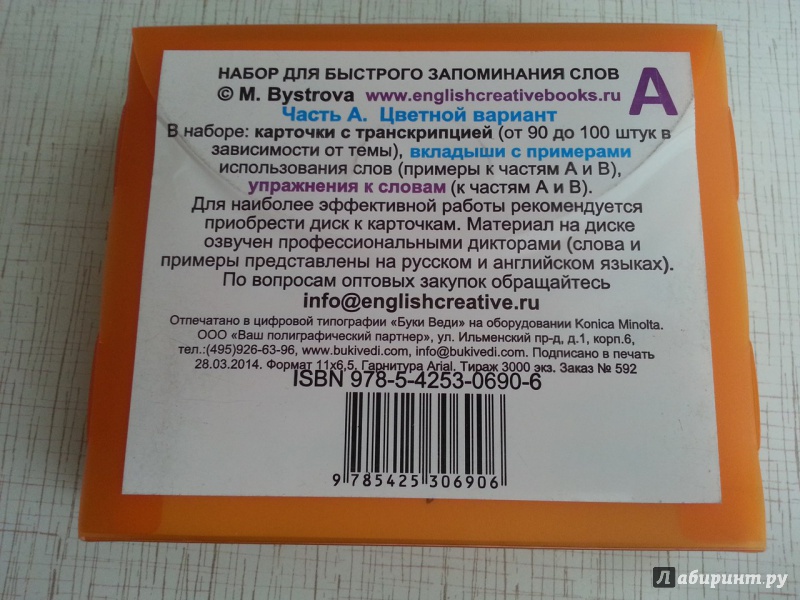 НАБОР ДЛЯ БЫСТРОГО ЗАПОМИНАНИЯ СЛОВ
© M. Bystrova www.englishcreativebooks.ru A
Часть А. Цветной вариант
В наборе: карточки с транскрипцией (от 90 до 100 штук в
зависимости от темы), вкладыши с примерами
использования слов (примеры к частям А и В),
упражнения к словам (к частям А и В).
Для наиболее эффективной работы рекомендуется
приобрести диск к карточкам. Материал на диске
озвучен профессиональными дикторами (слова и
примеры представлены на русском и английском языках).
По вопросам оптовых закупок обращайтесь
info@englishcreative.ru
Отпечатано в цифровой типографии «Буки Веди» на оборудовании Konica Minolta.
ООО «Ваш полиграфический партнер», ул. Ильменский пр-д, д.1, корп.6,
тел.:(495)926-63-96, www.bukivedi.com, info@bukivedi.com. Подписано в печать
28.03.2014. Формат 11х6,5. Гарнитура Arial. Тираж 3000 экз. Заказ № 592
ISBN 978-5-4253-0690-6
9 785425 306906
Лабиринт.ру